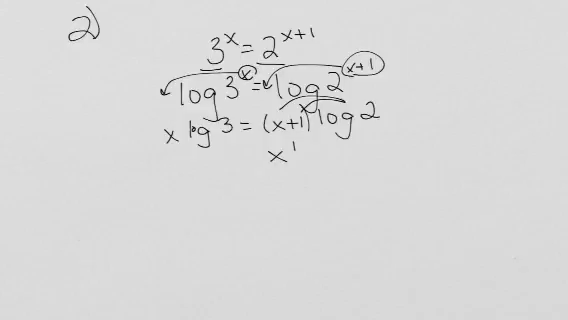 2)
3^x = 2^{x+1}
log 3^x = log 2^{x+1}
x log 3 = (x+1) log 2
x